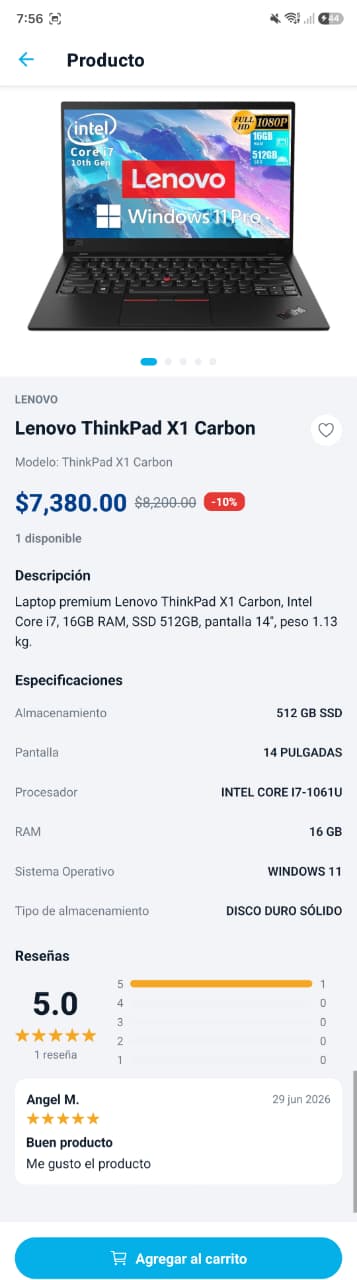 7:56
44
Producto
intel
Core i7
10th Gen
FULL HD 1080P
16GB
RAM
512GB
Lenovo
Windows 11 Pro
LENOVO
Lenovo ThinkPad X1 Carbon
Modelo: ThinkPad X1 Carbon
$7,380.00 $8,200.00 -10%
1 disponible
Descripción
Laptop premium Lenovo ThinkPad X1 Carbon, Intel
Core i7, 16GB RAM, SSD 512GB, pantalla 14", peso 1.13
kg.
Especificaciones
Almacenamiento 512 GB SSD
Pantalla 14 PULGADAS
Procesador INTEL CORE I7-1061U
RAM 16 GB
Sistema Operativo WINDOWS 11
Tipo de almacenamiento DISCO DURO SÓLIDO
Reseñas
5.0
1 reseña
5 1
4 0
3 0
2 0
1 0
Angel M. 29 jun 2026
Buen producto
Me gusto el producto
Agregar al carrito